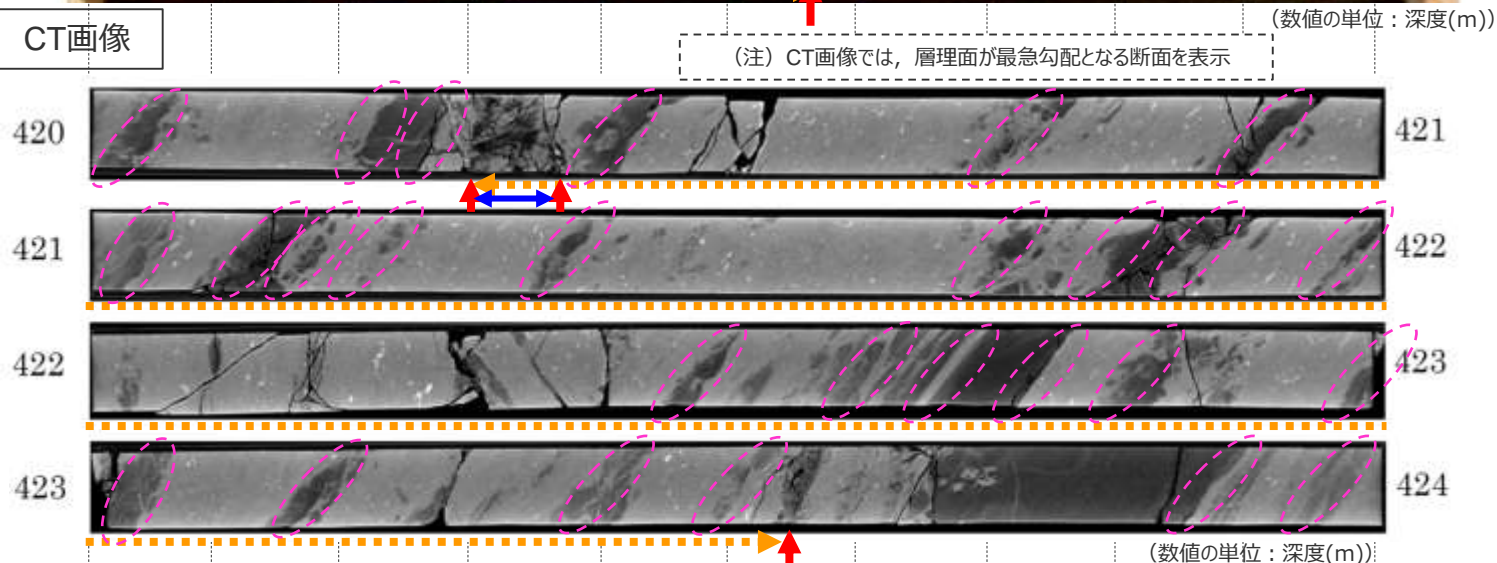 (数値の単位：深度(m))
CT画像
（注）CT画像では，層理面が最急勾配となる断面を表示
420 421
421 422
422 423
423 424
(数値の単位：深度(m))